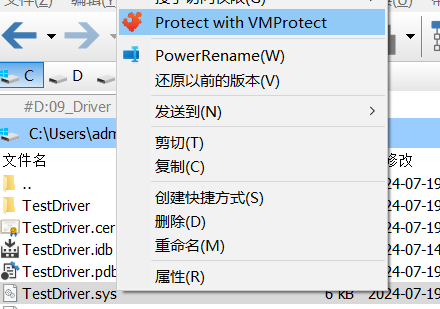 Protect with VMProtect
PowerRename(W)
还原以前的版本(V)
C
D
#D:09_Driver
发送到(N)
C:\Users\adm
剪切(T)
文件名
修改
复制(C)
..
2024-07-19
创建快捷方式(S)
TestDriver
2024-07-19
TestDriver.cer
删除(D)
2024-07-19
TestDriver.idb
重命名(M)
2024-07-14
TestDriver.pdb
2024-07-19
属性(R)
TestDriver.sys
6 KB
2024-07-19